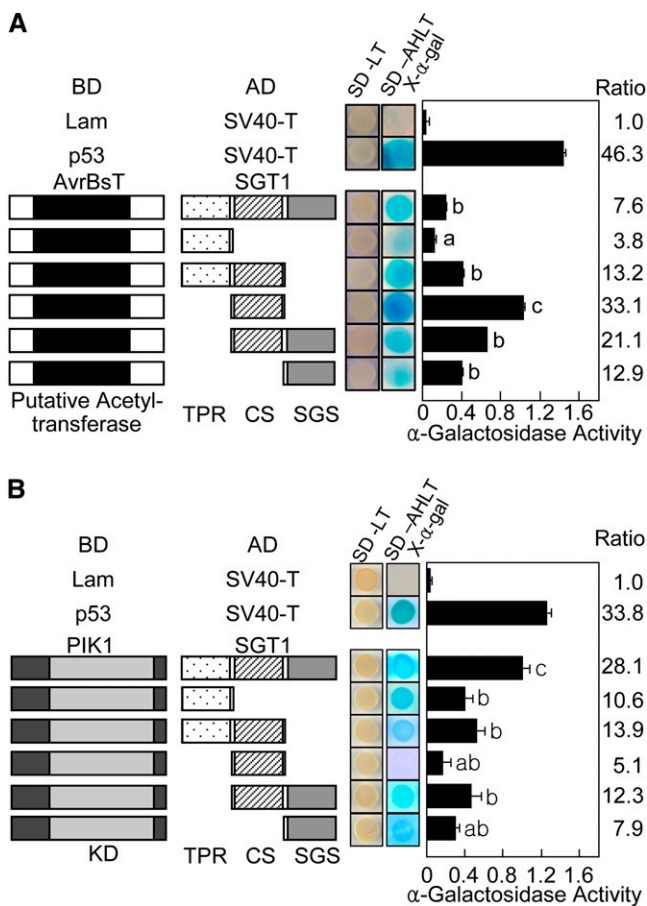 A
BD AD SD -LT SD –AHLT X-α-gal Ratio
Lam SV40-T 1.0
p53 SV40-T 46.3
AvrBsT SGT1
b 7.6
a 3.8
b 13.2
c 33.1
b 21.1
b 12.9
Putative Acetyl-
transferase
TPR CS SGS
0 0.4 0.8 1.2 1.6
α-Galactosidase Activity
B
BD AD SD -LT SD –AHLT X-α-gal Ratio
Lam SV40-T 1.0
p53 SV40-T 33.8
PIK1 SGT1
c 28.1
b 10.6
b 13.9
ab 5.1
b 12.3
ab 7.9
KD TPR CS SGS
0 0.4 0.8 1.2 1.6
α-Galactosidase Activity